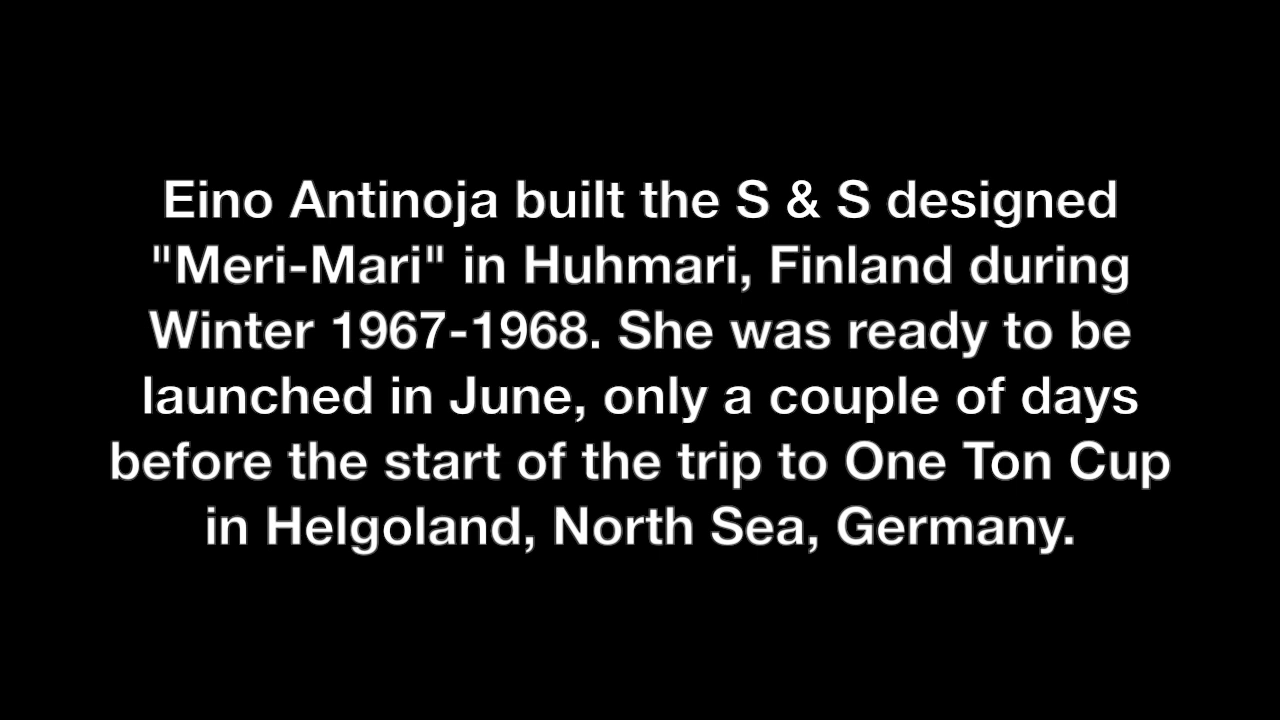 Eino Antinoja built the S & S designed
"Meri-Mari" in Huhmari, Finland during
Winter 1967-1968. She was ready to be
launched in June, only a couple of days
before the start of the trip to One Ton Cup
in Helgoland, North Sea, Germany.